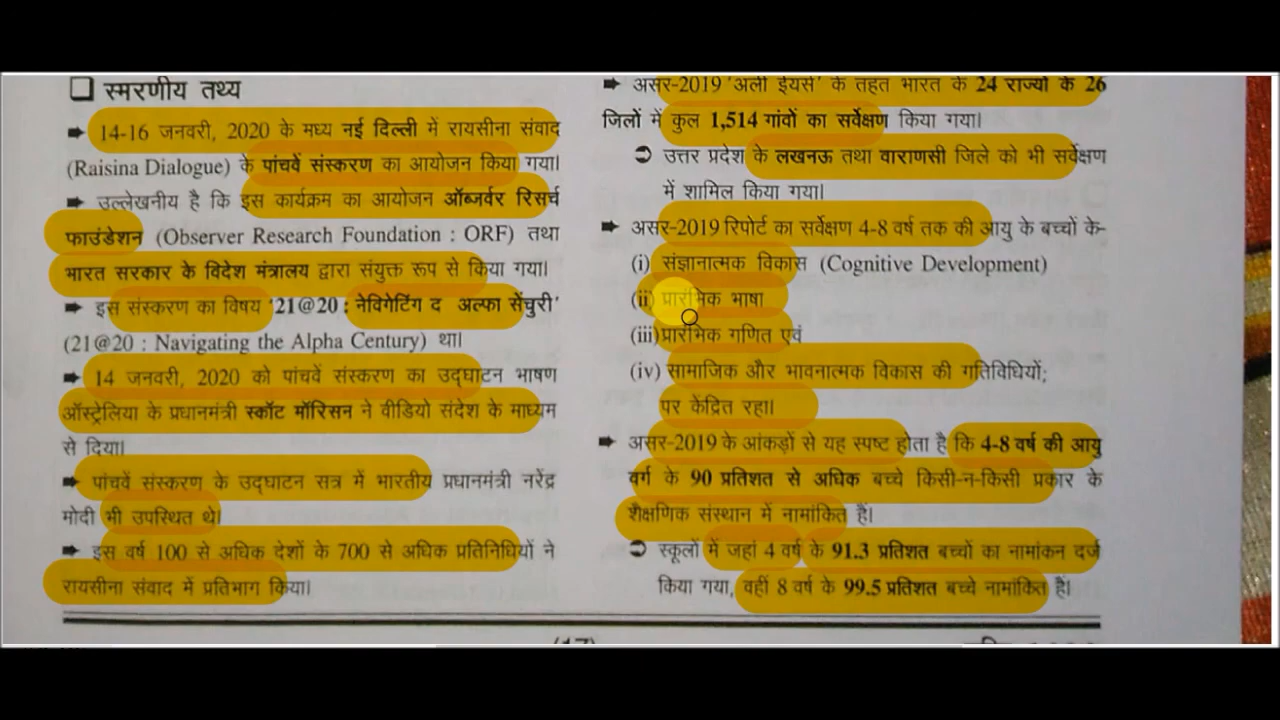 ❑ स्मरणीय तथ्य
➨ 14-16 जनवरी, 2020 के मध्य नई दिल्ली में रायसीना संवाद
(Raisina Dialogue) के पांचवें संस्करण का आयोजन किया गया।
➨ उल्लेखनीय है कि इस कार्यक्रम का आयोजन ऑब्जर्वर रिसर्च
फाउंडेशन (Observer Research Foundation : ORF) तथा
भारत सरकार के विदेश मंत्रालय द्वारा संयुक्त रूप से किया गया।
➨ इस संस्करण का विषय '21@20 : नेविगेटिंग द अल्फा सेंचुरी'
(21@20 : Navigating the Alpha Century) था।
➨ 14 जनवरी, 2020 को पांचवें संस्करण का उद्घाटन भाषण
ऑस्ट्रेलिया के प्रधानमंत्री स्कॉट मॉरिसन ने वीडियो संदेश के माध्यम
से दिया।
➨ पांचवें संस्करण के उद्घाटन सत्र में भारतीय प्रधानमंत्री नरेंद्र
मोदी भी उपस्थित थे।
➨ इस वर्ष 100 से अधिक देशों के 700 से अधिक प्रतिनिधियों ने
रायसीना संवाद में प्रतिभाग किया।
➨ असर-2019 'अर्ली ईयर्स' के तहत भारत के 24 राज्यों के 26
जिलों में कुल 1,514 गांवों का सर्वेक्षण किया गया।
➲ उत्तर प्रदेश के लखनऊ तथा वाराणसी जिले को भी सर्वेक्षण
में शामिल किया गया।
➨ असर-2019 रिपोर्ट का सर्वेक्षण 4-8 वर्ष तक की आयु के बच्चों के-
(i) संज्ञानात्मक विकास (Cognitive Development)
(ii) प्रारंभिक भाषा
(iii) प्रारंभिक गणित एवं
(iv) सामाजिक और भावनात्मक विकास की गतिविधियों;
पर केंद्रित रहा।
➨ असर-2019 के आंकड़ों से यह स्पष्ट होता है कि 4-8 वर्ष की आयु
वर्ग के 90 प्रतिशत से अधिक बच्चे किसी-न-किसी प्रकार के
शैक्षणिक संस्थान में नामांकित हैं।
➲ स्कूलों में जहां 4 वर्ष के 91.3 प्रतिशत बच्चों का नामांकन दर्ज
किया गया, वहीं 8 वर्ष के 99.5 प्रतिशत बच्चे नामांकित हैं।